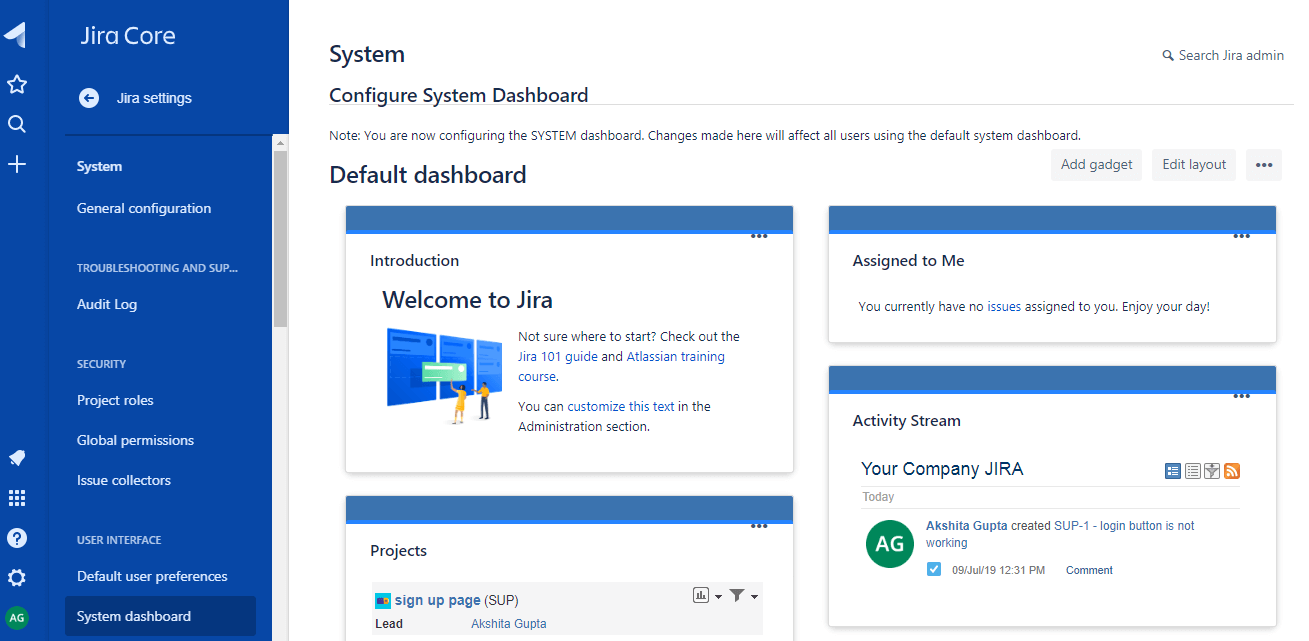 Jira Core
Jira settings
System
General configuration
TROUBLESHOOTING AND SUP...
Audit Log
SECURITY
Project roles
Global permissions
Issue collectors
USER INTERFACE
Default user preferences
System dashboard
AG
System
Search Jira admin
Configure System Dashboard
Note: You are now configuring the SYSTEM dashboard. Changes made here will affect all users using the default system dashboard.
Default dashboard
Add gadget
Edit layout
Introduction
Welcome to Jira
Not sure where to start? Check out the
Jira 101 guide and Atlassian training
course.
You can customize this text in the
Administration section.
Projects
sign up page (SUP)
Lead Akshita Gupta
Assigned to Me
You currently have no issues assigned to you. Enjoy your day!
Activity Stream
Your Company JIRA
Today
AG
Akshita Gupta created SUP-1 - login button is not
working
09/Jul/19 12:31 PM Comment